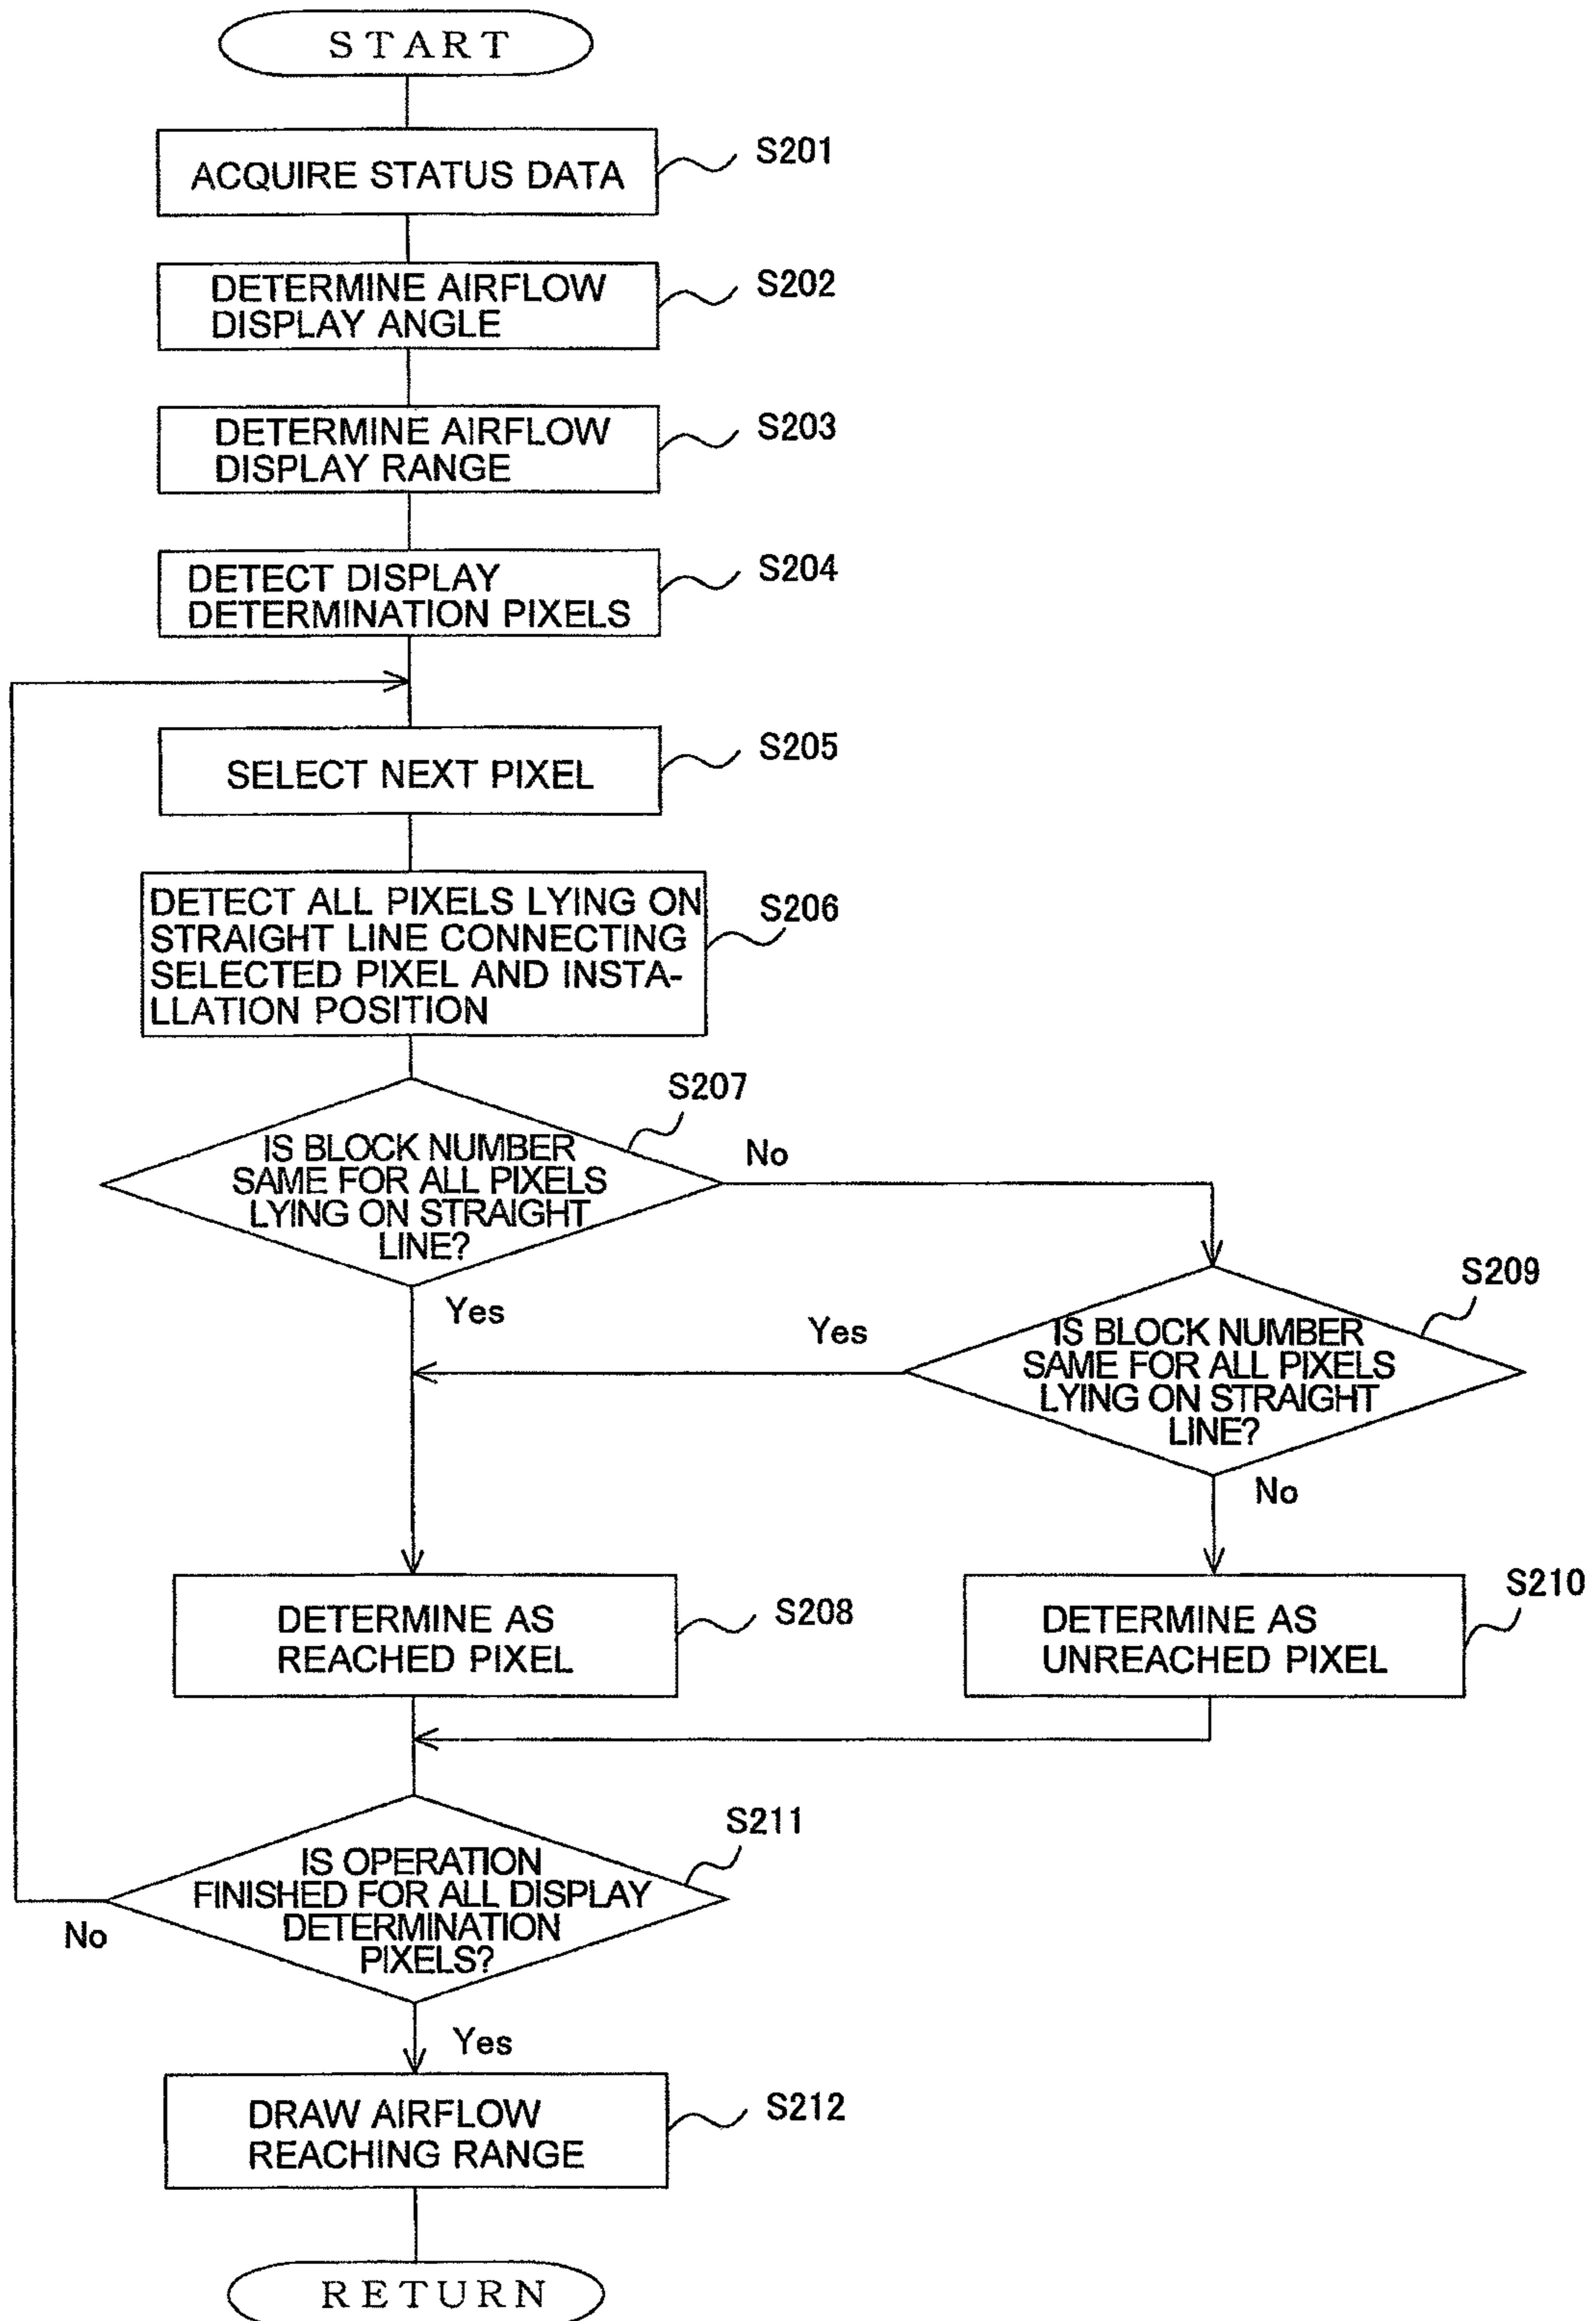 START
ACQUIRE STATUS DATA
S201
DETERMINE AIRFLOW
DISPLAY ANGLE
S202
DETERMINE AIRFLOW
DISPLAY RANGE
S203
DETECT DISPLAY
DETERMINATION PIXELS
S204
SELECT NEXT PIXEL
S205
DETECT ALL PIXELS LYING ON
STRAIGHT LINE CONNECTING
SELECTED PIXEL AND INSTA-
LLATION POSITION
S206
IS BLOCK NUMBER
SAME FOR ALL PIXELS
LYING ON STRAIGHT
LINE?
S207
No
Yes
IS BLOCK NUMBER
SAME FOR ALL PIXELS
LYING ON STRAIGHT
LINE?
S209
Yes
No
DETERMINE AS
REACHED PIXEL
S208
DETERMINE AS
UNREACHED PIXEL
S210
IS OPERATION
FINISHED FOR ALL DISPLAY
DETERMINATION
PIXELS?
S211
No
Yes
DRAW AIRFLOW
REACHING RANGE
S212
RETURN